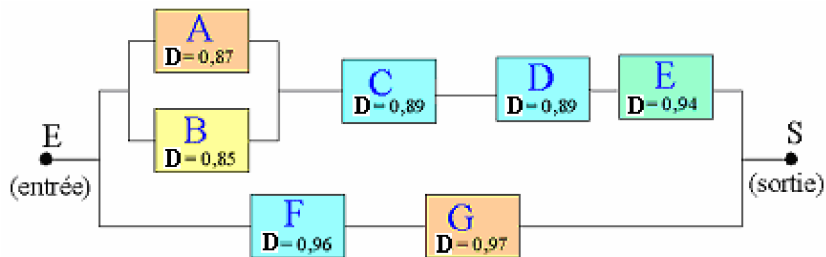 A
D = 0,87
B
D = 0,85
C
D = 0,89
D
D = 0,89
E
D = 0,94
E
(entrée)
S
(sortie)
F
D = 0,96
G
D = 0,97